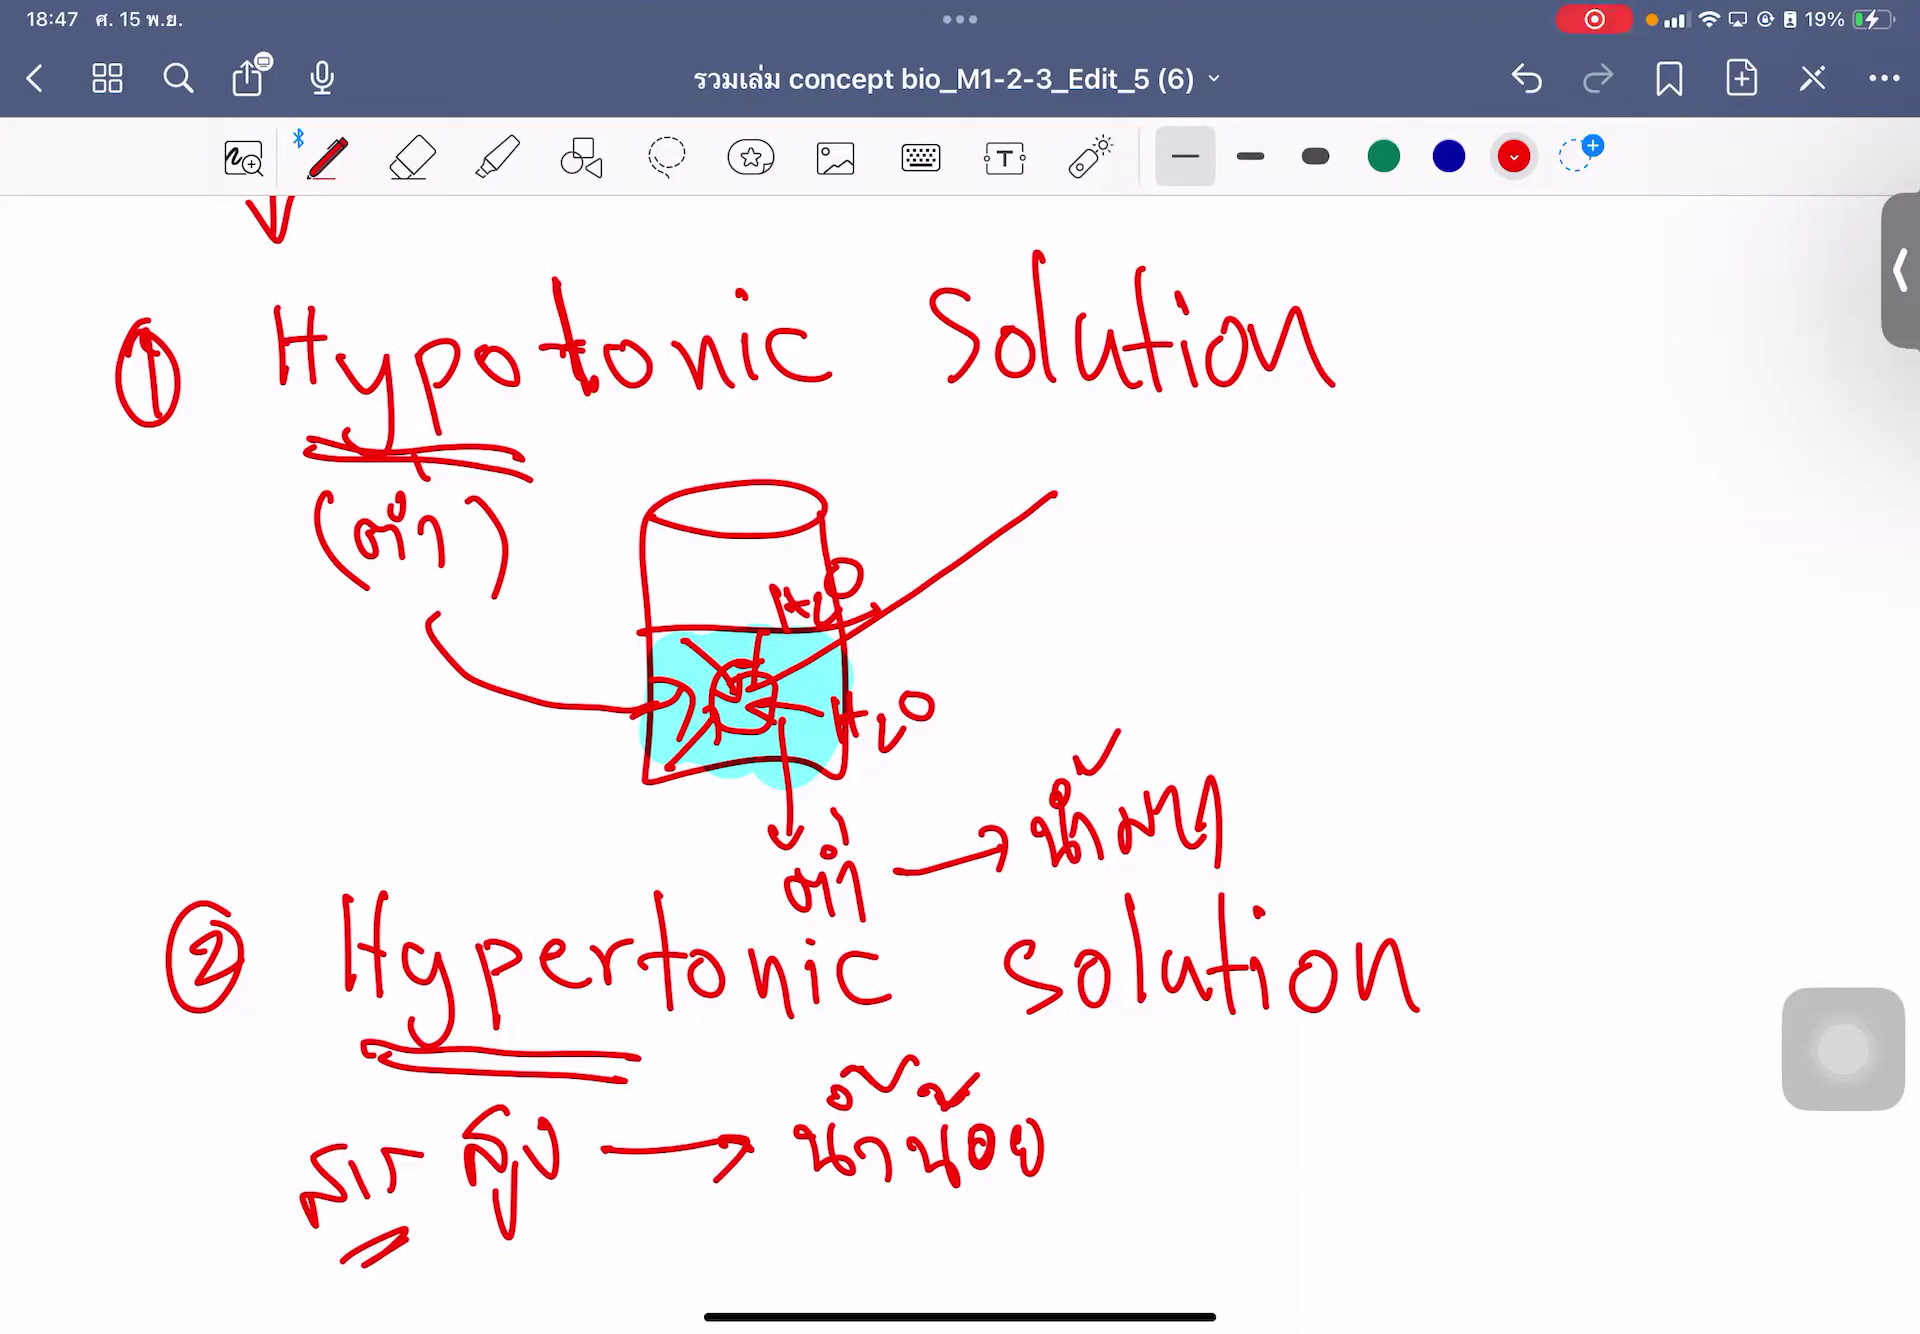 18:47 ศ. 15 พ.ย.
19%
รวมเล่ม concept bio_M1-2-3_Edit_5 (6)
T
① Hypotonic Solution
(ต่ำ)
H₂O
H₂O
ต่ำ → น้ำมาก
② Hypertonic solution
สาร สูง → น้ำน้อย